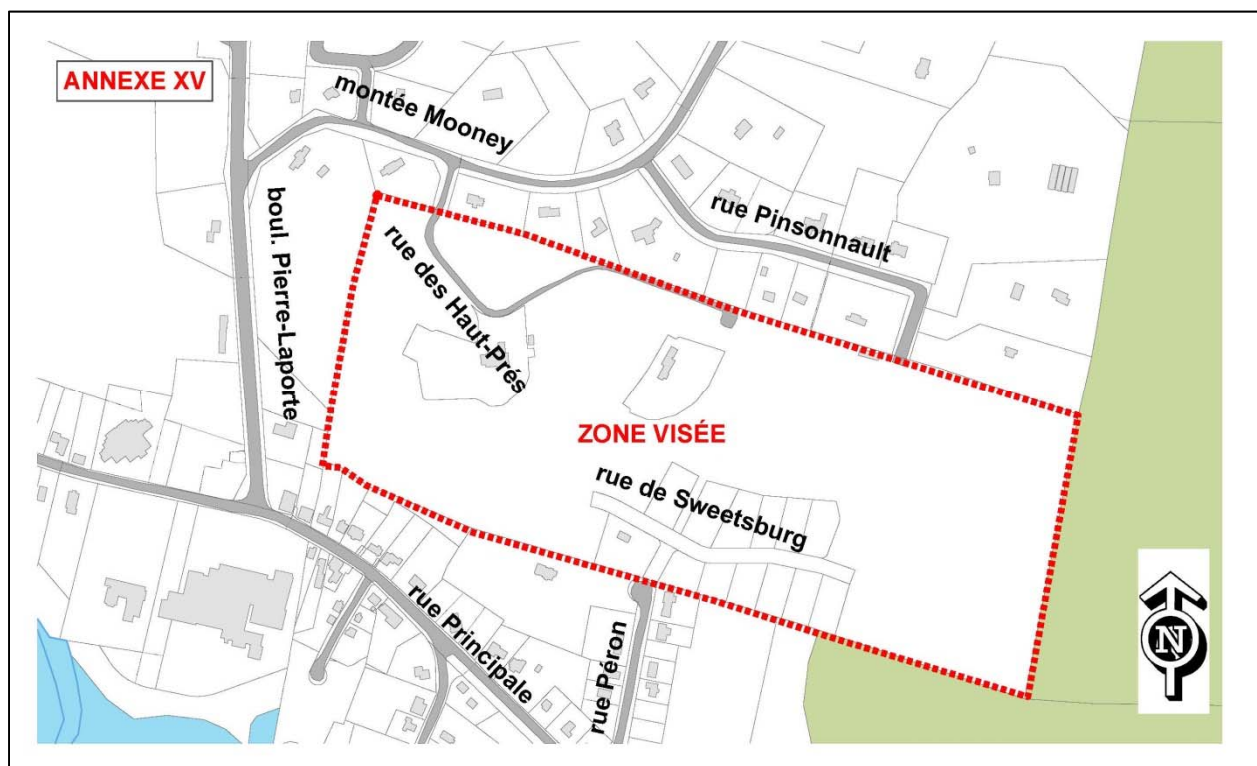 ANNEXE XV
montée Mooney
rue Pinsonnault
boul. Pierre-Laporte
rue des Haut-Prés
ZONE VISÉE
rue de Sweetsburg
rue Principale
rue Péron
N